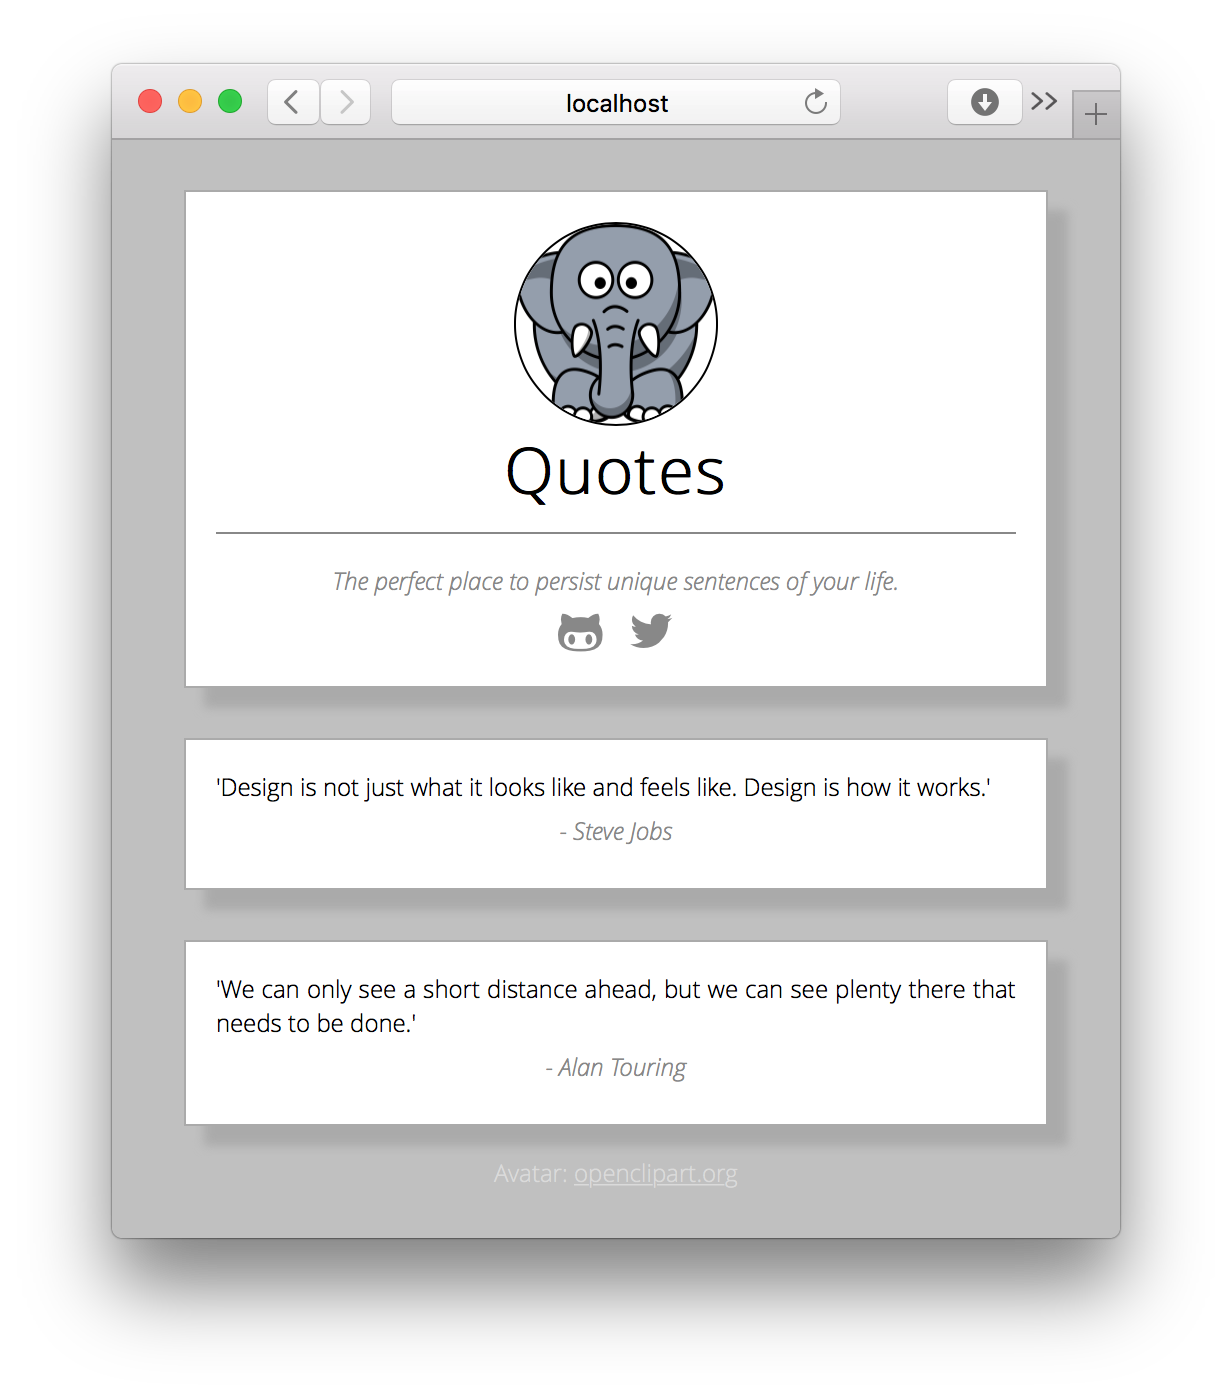 localhost
Quotes
The perfect place to persist unique sentences of your life.
'Design is not just what it looks like and feels like. Design is how it works.'
- Steve Jobs
'We can only see a short distance ahead, but we can see plenty there that
needs to be done.'
- Alan Touring
Avatar: openclipart.org